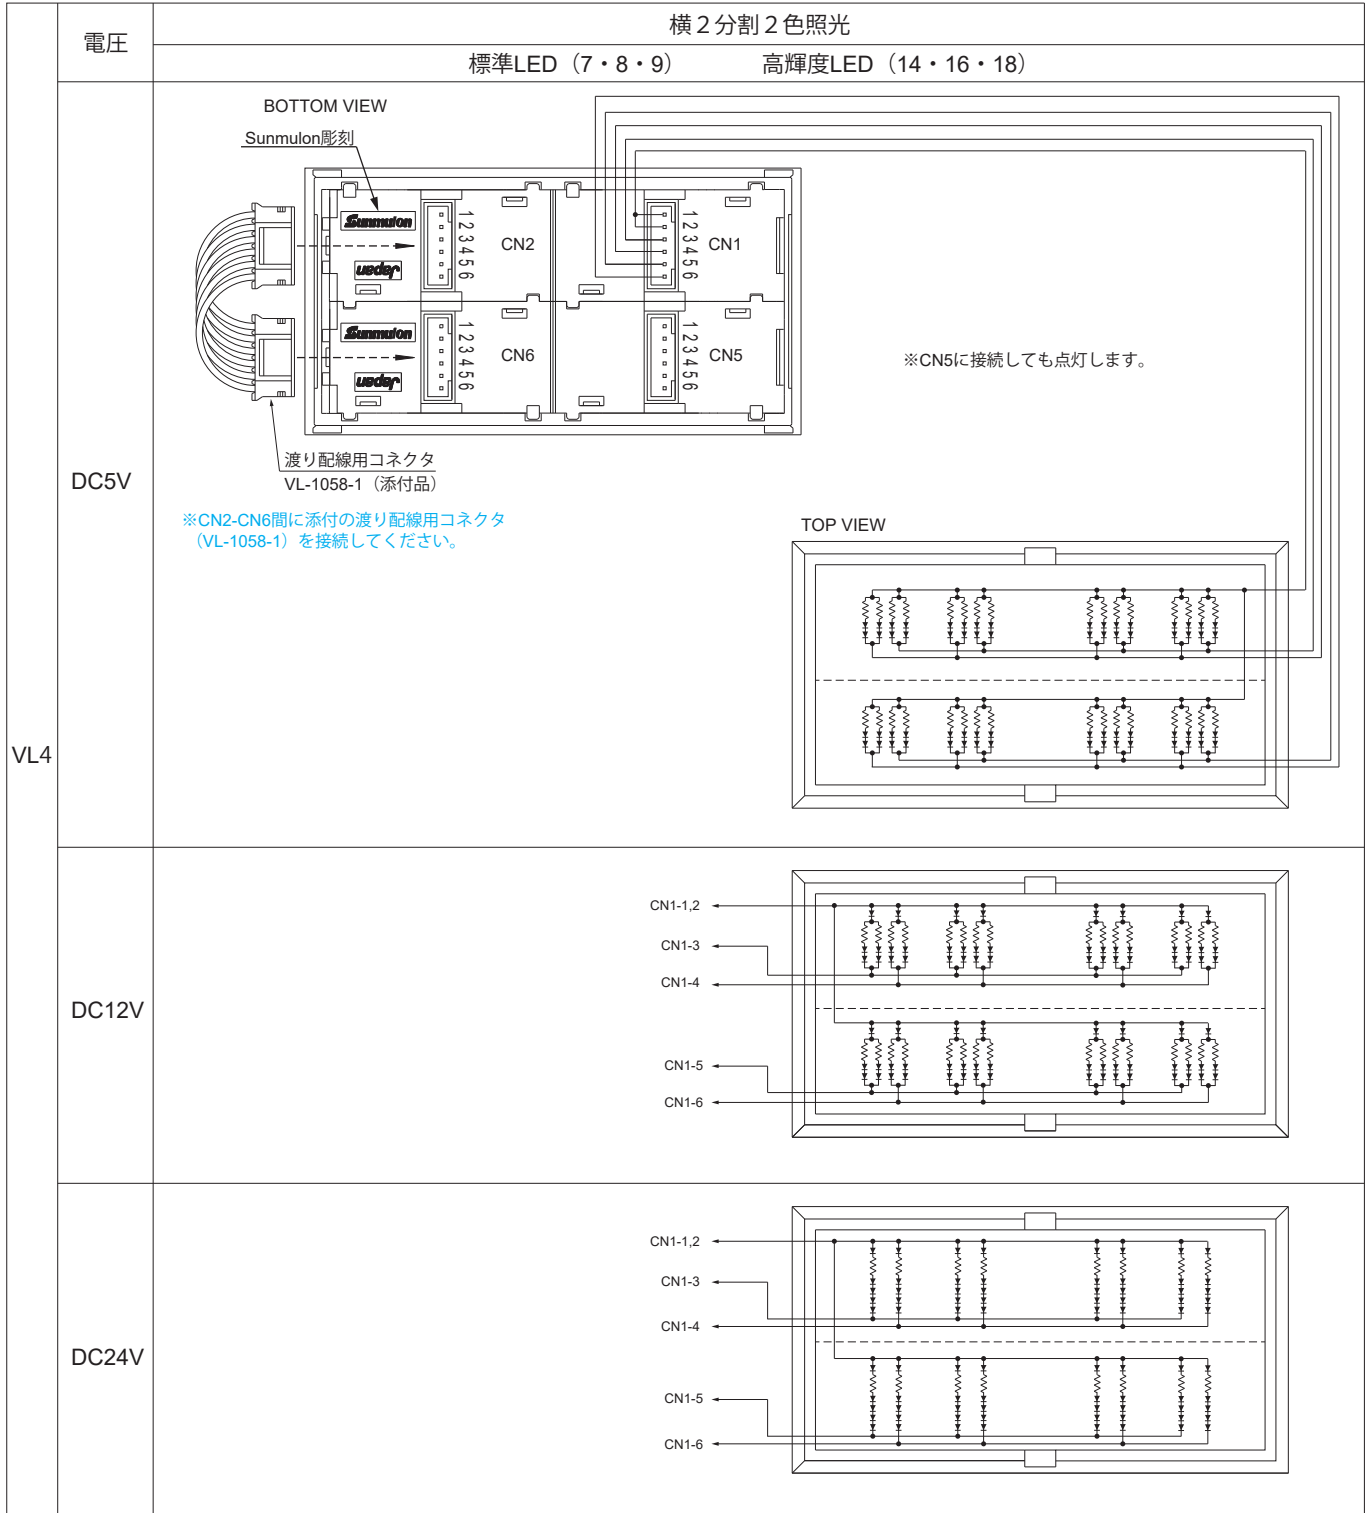 電圧
横２分割２色照光
標準LED（7・8・9）　高輝度LED（14・16・18）
VL4
DC5V
BOTTOM VIEW
Sunmulon彫刻
Sunmulon
Japan
1 2 3 4 5 6
CN2
1 2 3 4 5 6
CN1
Sunmulon
Japan
1 2 3 4 5 6
CN6
1 2 3 4 5 6
CN5
※CN5に接続しても点灯します。
渡り配線用コネクタ
VL-1058-1（添付品）
※CN2-CN6間に添付の渡り配線用コネクタ
（VL-1058-1）を接続してください。
TOP VIEW
DC12V
CN1-1,2
CN1-3
CN1-4
CN1-5
CN1-6
DC24V
CN1-1,2
CN1-3
CN1-4
CN1-5
CN1-6